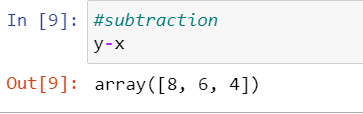 In [9]: #subtraction
y-x
Out[9]: array([8, 6, 4])